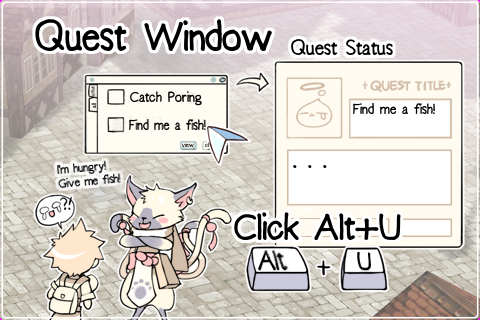 Quest Window
Quest Status
Catch Poring
Find me a fish!
view
+QUEST TITLE+
Find me a fish!
...
I'm hungry!
Give me fish!
T T ??
Click Alt+U
Alt + U